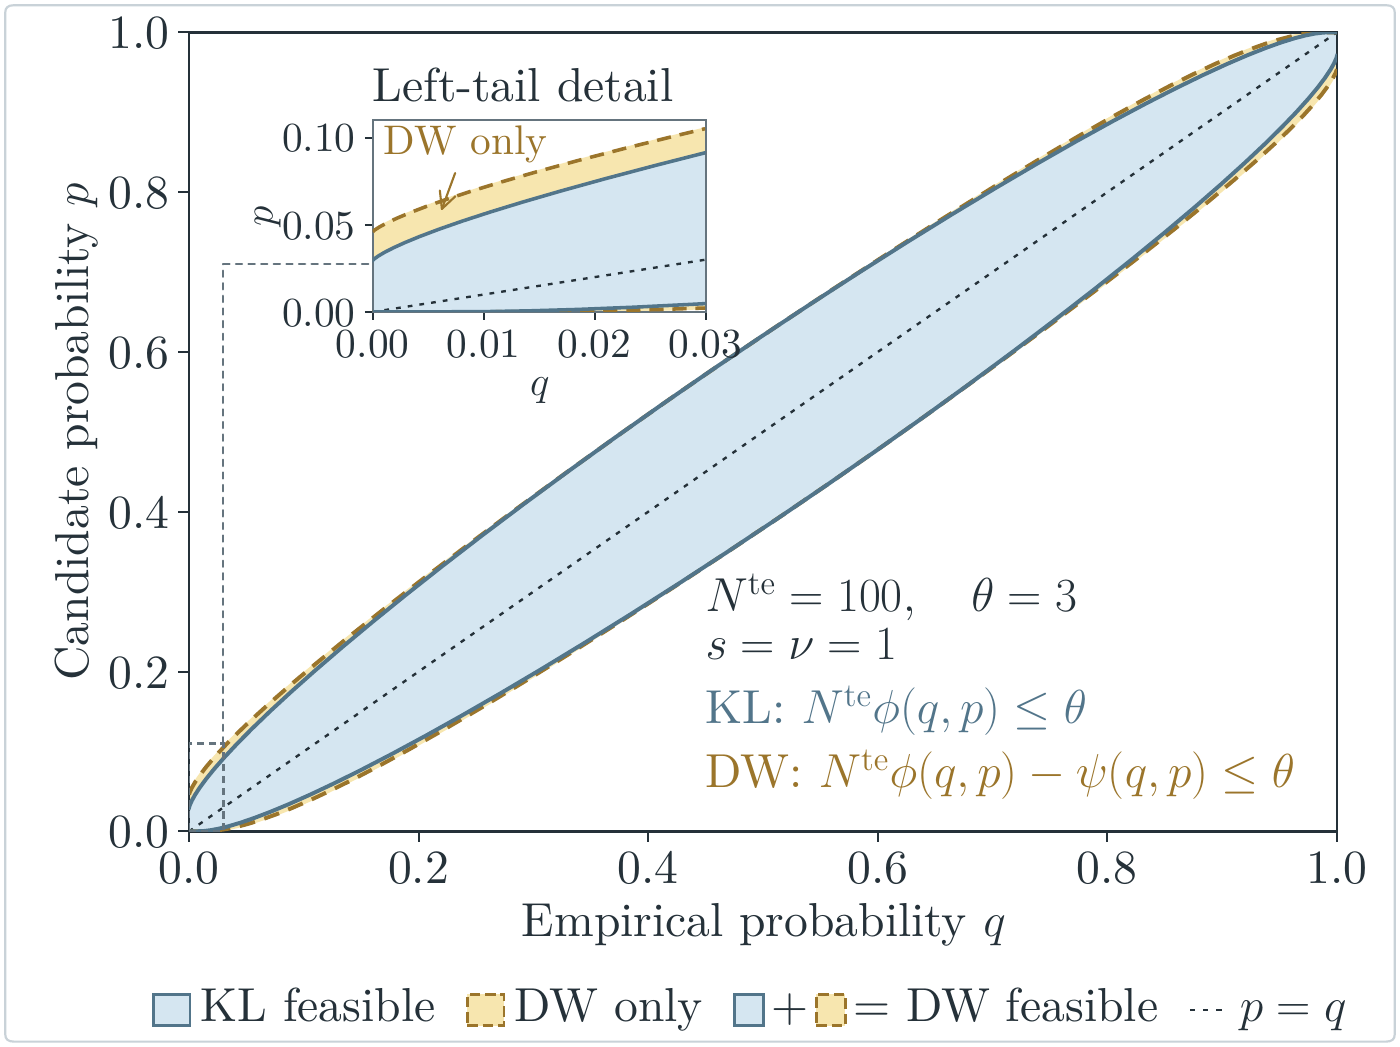 1.0
0.8
0.6
0.4
0.2
0.0
Candidate probability p
0.0 0.2 0.4 0.6 0.8 1.0
Empirical probability q
Left-tail detail
DW only
0.10
0.05
0.00
p
0.00 0.01 0.02 0.03
q
N^te = 100, θ = 3
s = ν = 1
KL: N^te ϕ(q, p) ≤ θ
DW: N^te ϕ(q, p) − ψ(q, p) ≤ θ
KL feasible DW only + = DW feasible p = q